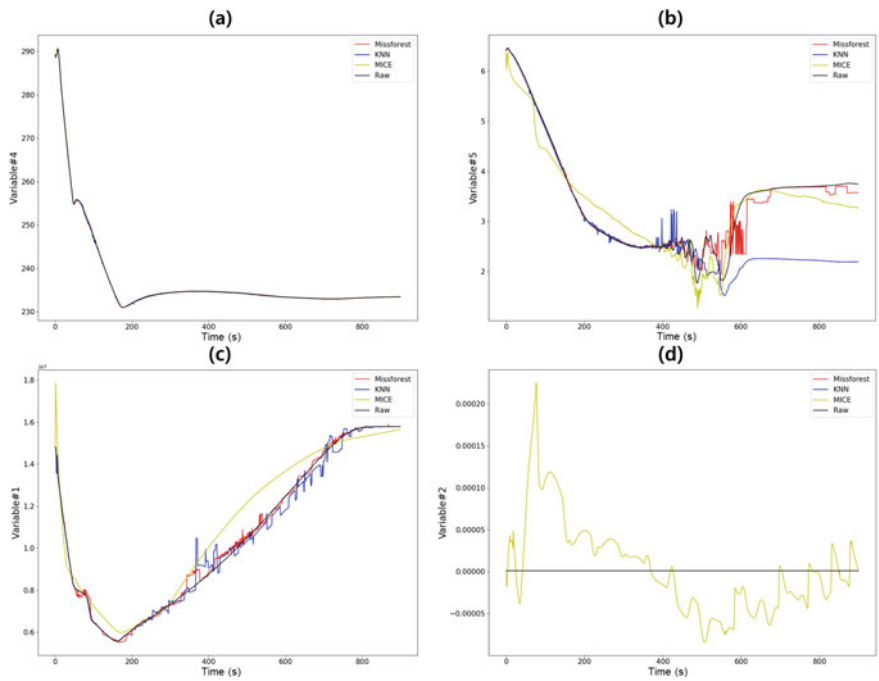 (a)
290
280
270
260
250
240
230
Variable#4
0
200
400
600
800
Time (s)
Missforest
KNN
MICE
Raw
(b)
6
5
4
3
2
Variable#5
0
200
400
600
800
Time (s)
Missforest
KNN
MICE
Raw
(c)
1e7
1.8
1.6
1.4
1.2
1.0
0.8
0.6
Variable#1
0
200
400
600
800
Time (s)
Missforest
KNN
MICE
Raw
(d)
0.00020
0.00015
0.00010
0.00005
0.00000
−0.00005
Variable#2
0
200
400
600
800
Time (s)
Missforest
KNN
MICE
Raw